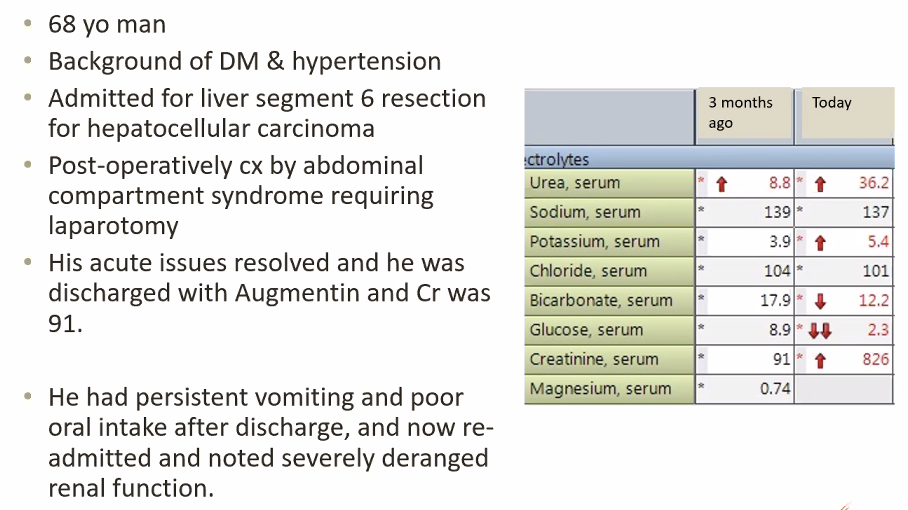 68 yo man
Background of DM & hypertension
Admitted for liver segment 6 resection
for hepatocellular carcinoma
Post-operatively cx by abdominal
compartment syndrome requiring
laparotomy
His acute issues resolved and he was
discharged with Augmentin and Cr was
91.
He had persistent vomiting and poor
oral intake after discharge, and now re-
admitted and noted severely deranged
renal function.
3 months
ago
Today
ectrolytes
Urea, serum * ↑ 8.8 * ↑ 36.2
Sodium, serum * 139 * 137
Potassium, serum * 3.9 * ↑ 5.4
Chloride, serum * 104 * 101
Bicarbonate, serum * 17.9 * ↓ 12.2
Glucose, serum * 8.9 * ↓↓ 2.3
Creatinine, serum * 91 * ↑ 826
Magnesium, serum * 0.74